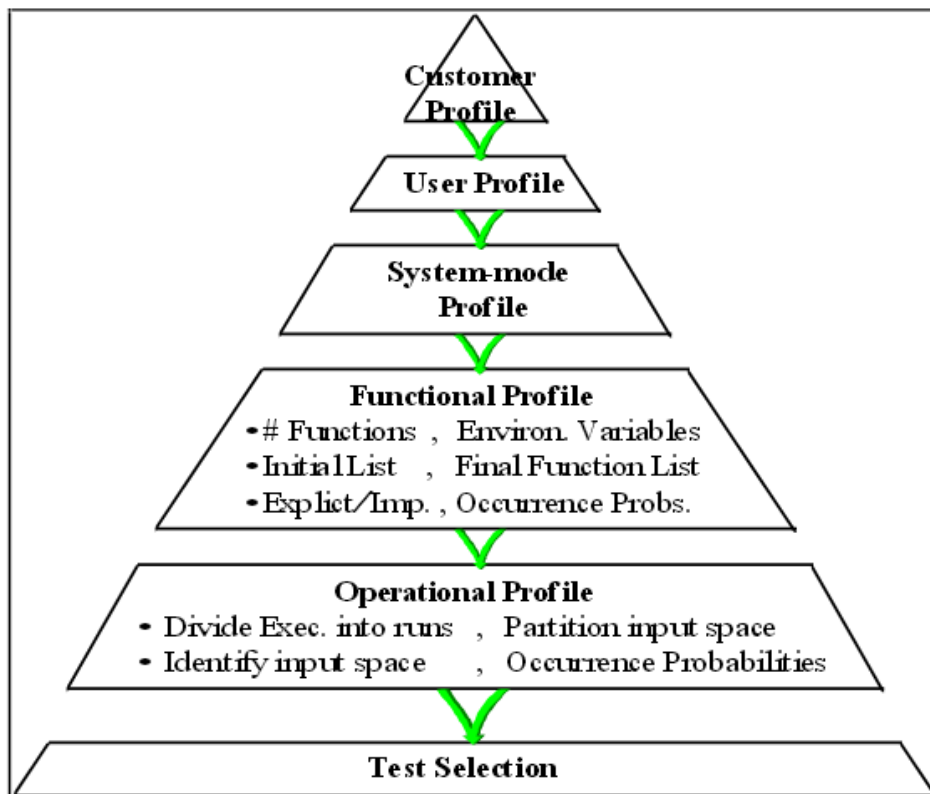 Customer
Profile
User Profile
System-mode
Profile
Functional Profile
•# Functions , Environ. Variables
•Initial List , Final Function List
•Explict/Imp. , Occurrence Probs.
Operational Profile
• Divide Exec. into runs , Partition input space
• Identify input space , Occurrence Probabilities
Test Selection